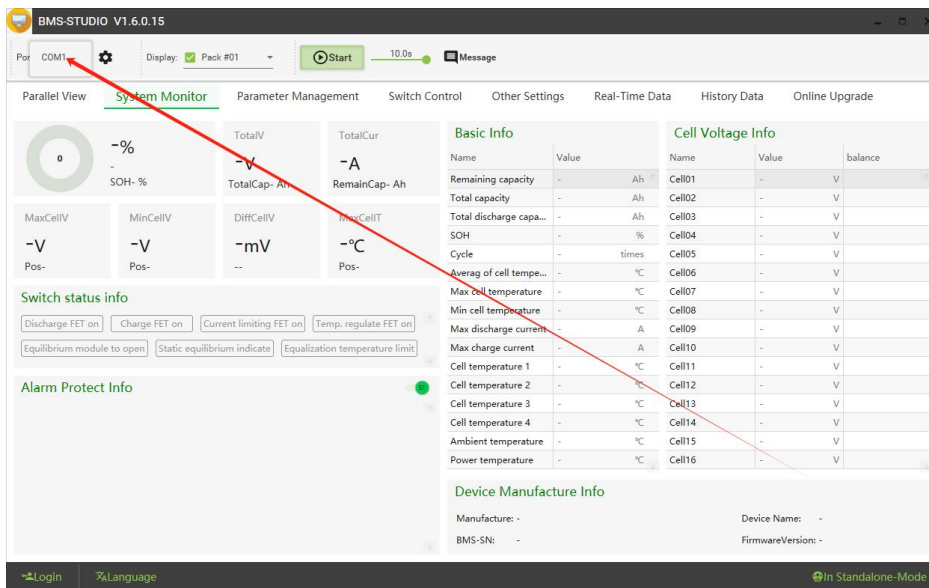 BMS-STUDIO V1.6.0.15
Por COM1 Display: Pack #01 Start 10.0s Message
Parallel View System Monitor Parameter Management Switch Control Other Settings Real-Time Data History Data Online Upgrade
0
-%
-
SOH- %
TotalV
-V
TotalCap- Ah
TotalCur
-A
RemainCap- Ah
MaxCellV
-V
Pos-
MinCellV
-V
Pos-
DiffCellV
-mV
--
MaxCellT
-℃
Pos-
Switch status info
Discharge FET on Charge FET on Current limiting FET on Temp. regulate FET on
Equilibrium module to open Static equilibrium indicate Equalization temperature limit
Alarm Protect Info
Basic Info
Name Value
Remaining capacity - Ah
Total capacity - Ah
Total discharge capa... - Ah
SOH - %
Cycle - times
Averag of cell tempe... - ℃
Max cell temperature - ℃
Min cell temperature - ℃
Max discharge current - A
Max charge current - A
Cell temperature 1 - ℃
Cell temperature 2 - ℃
Cell temperature 3 - ℃
Cell temperature 4 - ℃
Ambient temperature - ℃
Power temperature - ℃
Cell Voltage Info
Name Value balance
Cell01 - V
Cell02 - V
Cell03 - V
Cell04 - V
Cell05 - V
Cell06 - V
Cell07 - V
Cell08 - V
Cell09 - V
Cell10 - V
Cell11 - V
Cell12 - V
Cell13 - V
Cell14 - V
Cell15 - V
Cell16 - V
Device Manufacture Info
Manufacture: - Device Name: -
BMS-SN: - FirmwareVersion: -
Login Language In Standalone-Mode